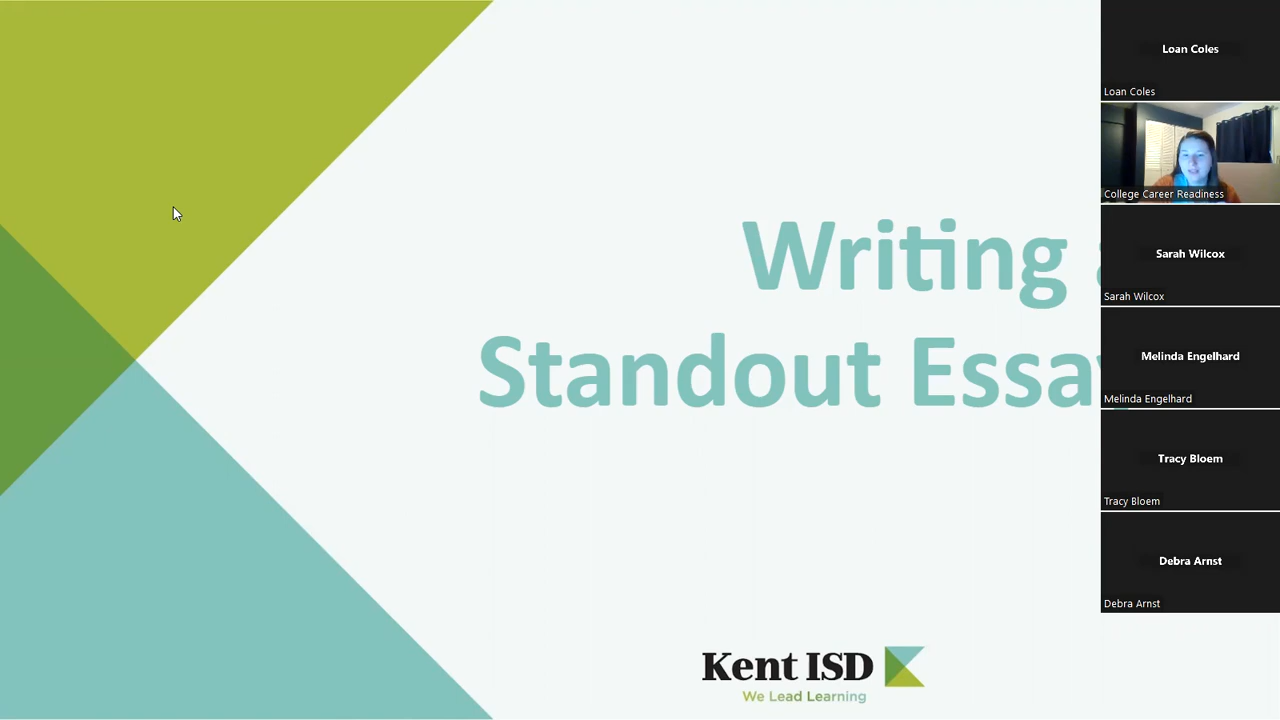 Writing
Standout Essay
Kent ISD
We Lead Learning
Loan Coles
Loan Coles
College Career Readiness
Sarah Wilcox
Sarah Wilcox
Melinda Engelhard
Melinda Engelhard
Tracy Bloem
Tracy Bloem
Debra Arnst
Debra Arnst